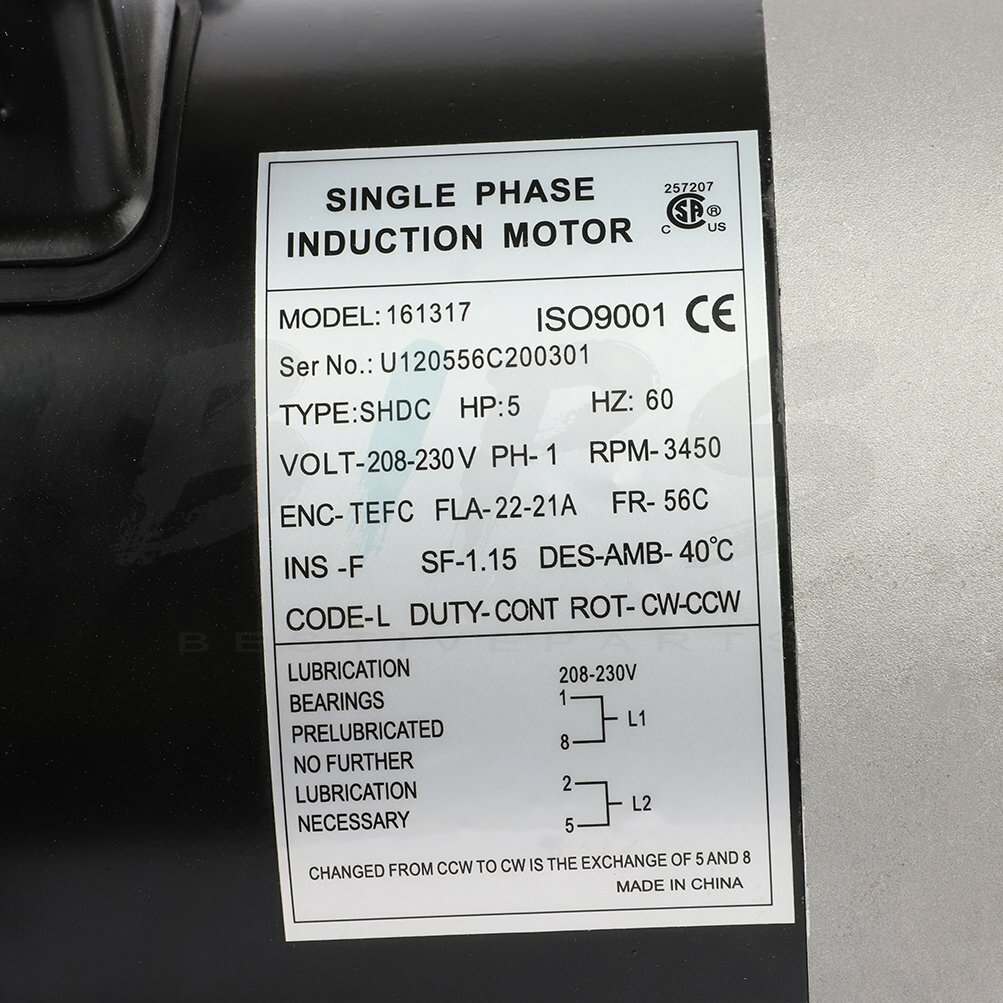 SINGLE PHASE
INDUCTION MOTOR
257207
SA ®
C US
MODEL: 161317 ISO9001 CE
Ser No.: U120556C200301
TYPE:SHDC HP:5 HZ: 60
VOLT-208-230V PH-1 RPM-3450
ENC-TEFC FLA-22-21A FR-56C
INS -F SF-1.15 DES-AMB-40℃
CODE-L DUTY-CONT ROT-CW-CCW
BESTIVEPARTS
LUBRICATION
BEARINGS
PRELUBRICATED
NO FURTHER
LUBRICATION
NECESSARY
208-230V
1
L1
8
2
L2
5
CHANGED FROM CCW TO CW IS THE EXCHANGE OF 5 AND 8
MADE IN CHINA